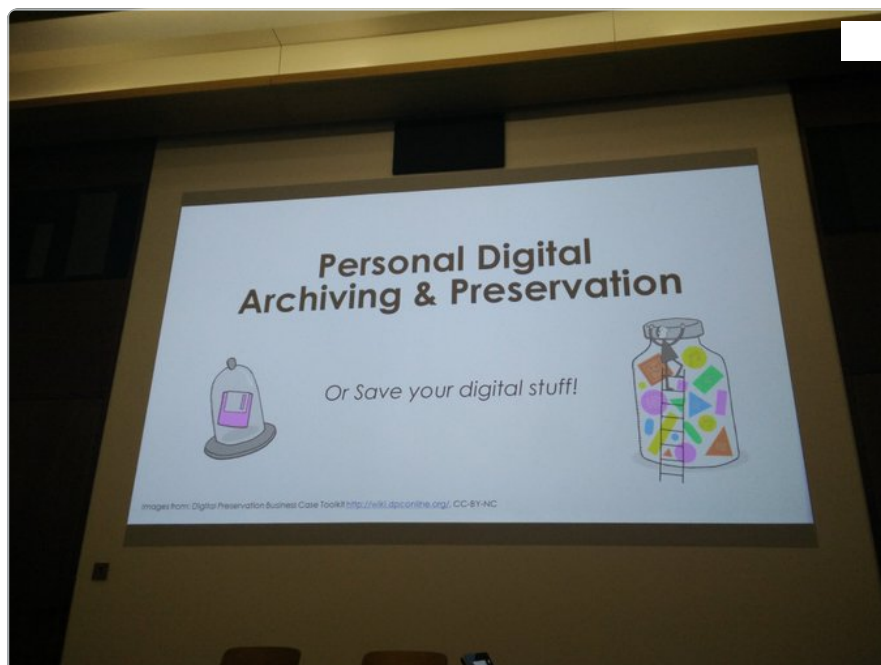 Personal Digital
Archiving & Preservation
Or Save your digital stuff!
Images from: Digital Preservation Business Case Toolkit http://wiki.dpconline.org/, CC-BY-NC